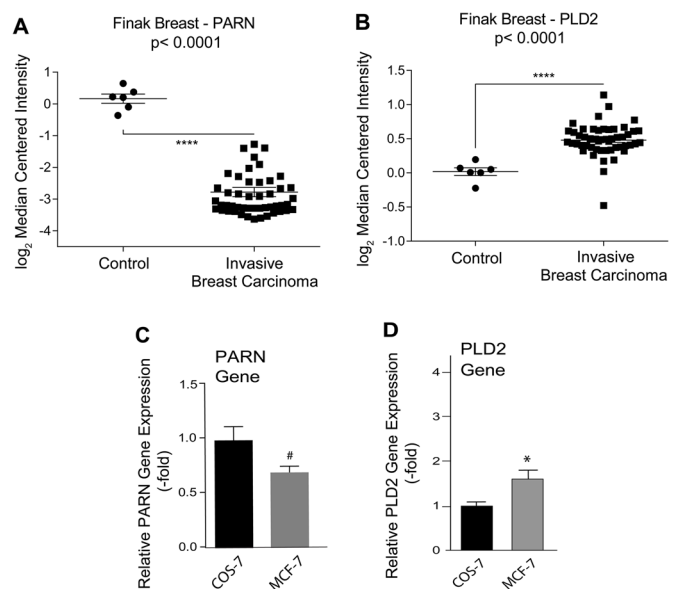 A
Finak Breast - PARN
p< 0.0001
log2 Median Centered Intensity
1
0
-1
-2
-3
-4
****
Control
Invasive
Breast Carcinoma
B
Finak Breast - PLD2
p< 0.0001
log2 Median Centered Intensity
1.5
1.0
0.5
0.0
-0.5
-1.0
****
Control
Invasive
Breast Carcinoma
C
PARN
Gene
Relative PARN Gene Expression
(-fold)
1.5
1.0
0.5
0.0
#
COS-7
MCF-7
D
PLD2
Gene
Relative PLD2 Gene Expression
(-fold)
4
3
2
1
0
*
COS-7
MCF-7